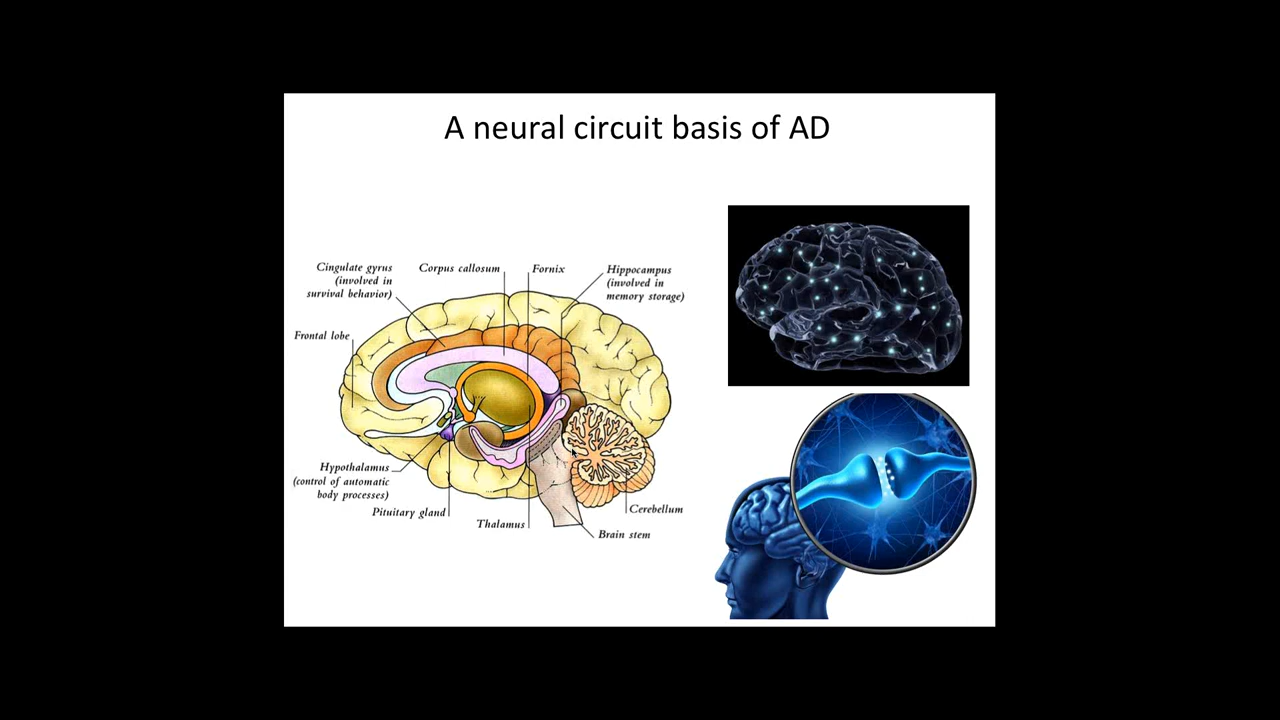 A neural circuit basis of AD
Cingulate gyrus
(involved in
survival behavior)
Corpus callosum
Fornix
Hippocampus
(involved in
memory storage)
Frontal lobe
Hypothalamus
(control of automatic
body processes)
Pituitary gland
Thalamus
Cerebellum
Brain stem